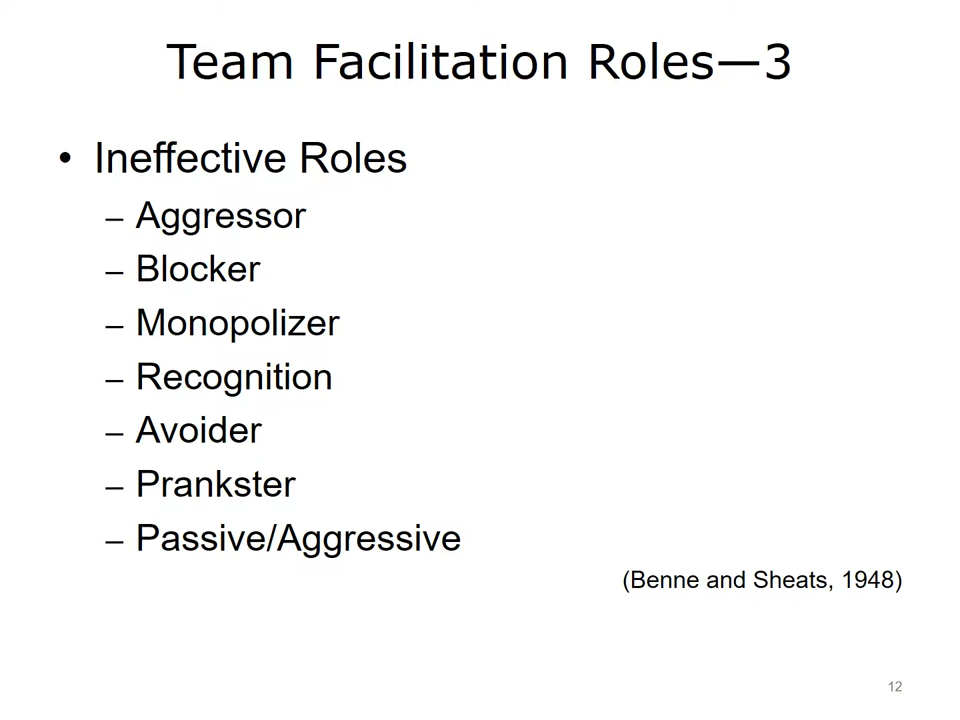 Team Facilitation Roles—3
• Ineffective Roles
– Aggressor
– Blocker
– Monopolizer
– Recognition
– Avoider
– Prankster
– Passive/Aggressive
(Benne and Sheats, 1948)
12